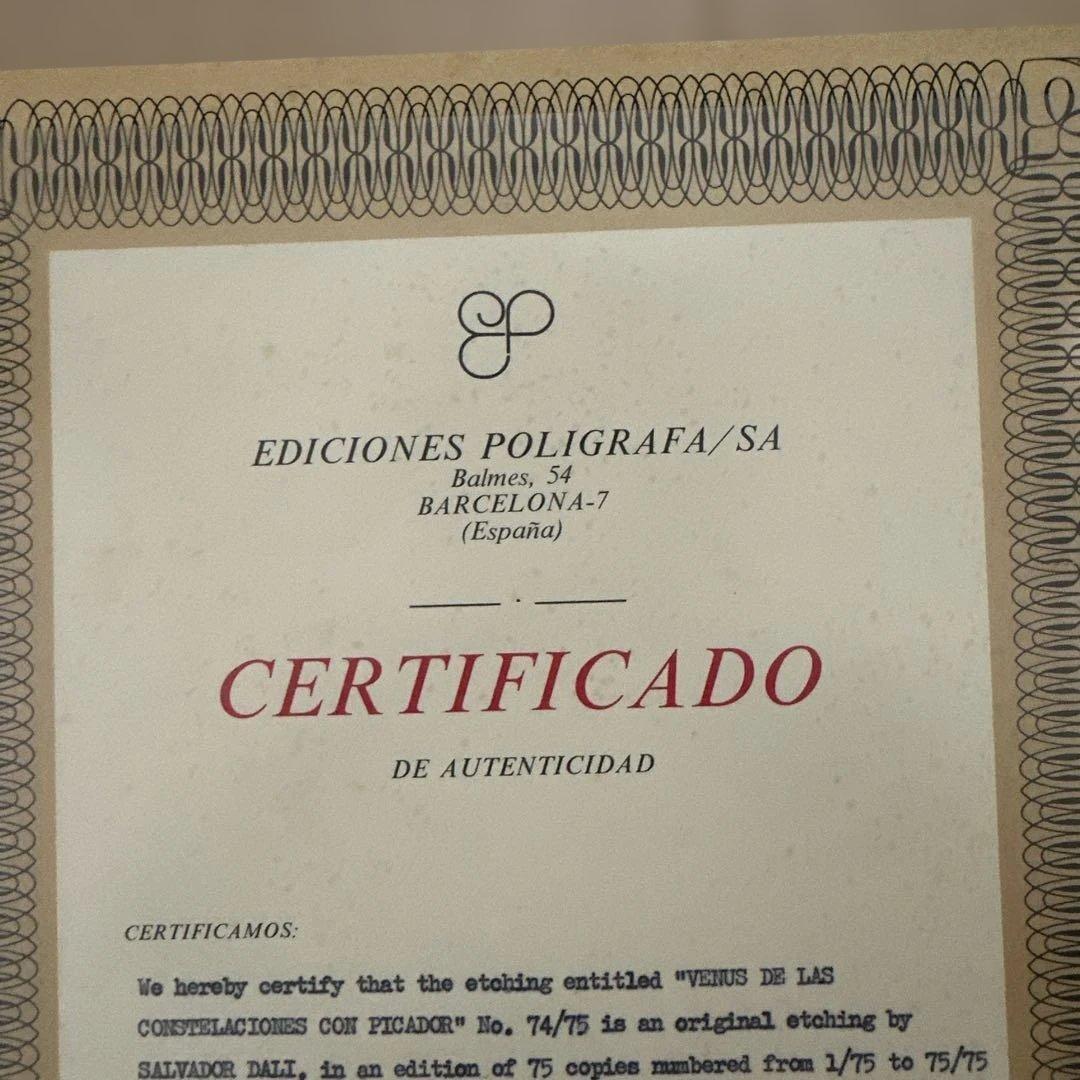 EDICIONES POLIGRAFA/SA
Balmes, 54
BARCELONA-7
(España)
CERTIFICADO
DE AUTENTICIDAD
CERTIFICAMOS:
We hereby certify that the etching entitled "VENUS DE LAS
CONSTELACIONES CON PICADOR" No. 74/75 is an original etching by
SALVADOR DALI, in an edition of 75 copies numbered from 1/75 to 75/75